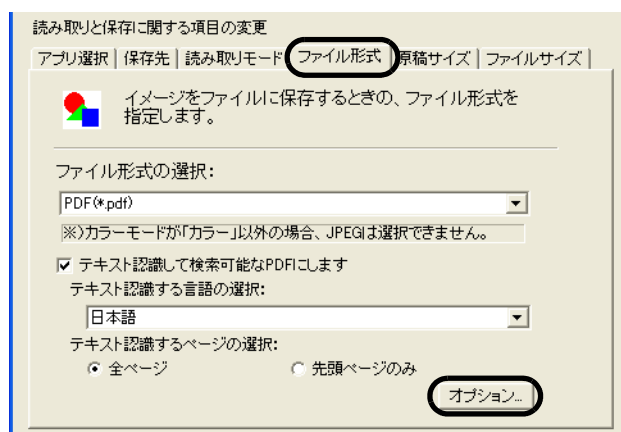 読み取りと保存に関する項目の変更
アプリ選択 保存先 読み取りモード ファイル形式 原稿サイズ ファイルサイズ
イメージをファイルに保存するときの、ファイル形式を
指定します。
ファイル形式の選択:
PDF(*.pdf)
※)カラーモードが「カラー」以外の場合、JPEGは選択できません。
テキスト認識して検索可能なPDFにします
テキスト認識する言語の選択:
日本語
テキスト認識するページの選択:
全ページ 先頭ページのみ
オプション...